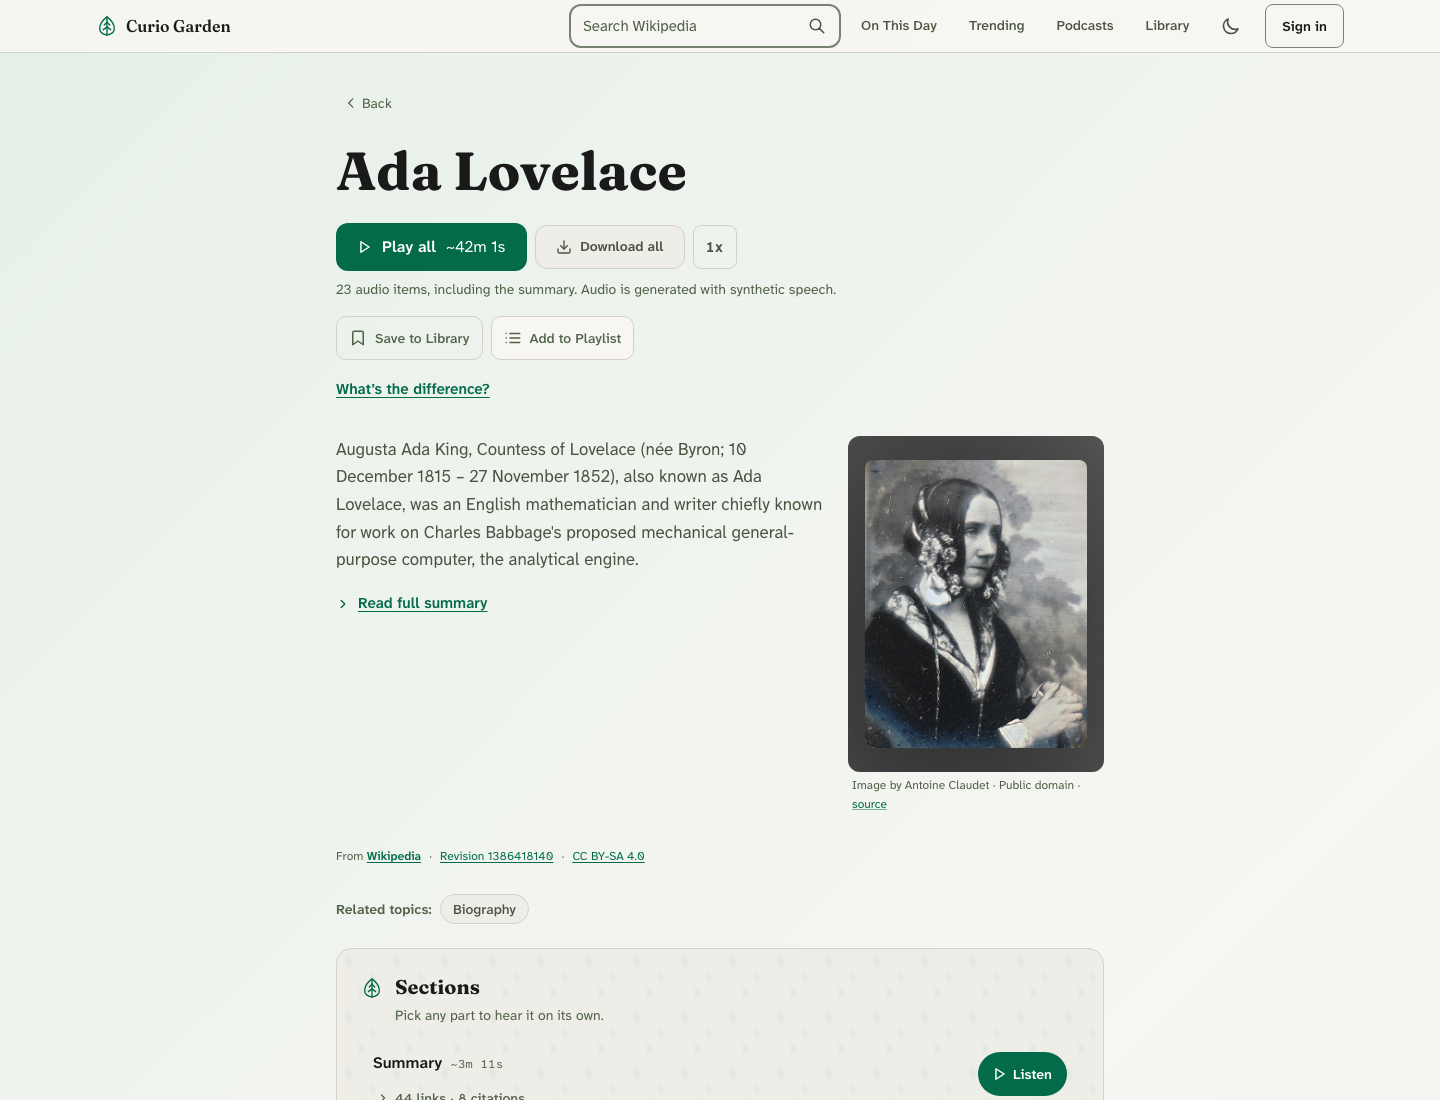 Curio Garden
Search Wikipedia
On This Day
Trending
Podcasts
Library
Sign in
Back
Ada Lovelace
Play all ~42m 1s
Download all
1x
23 audio items, including the summary. Audio is generated with synthetic speech.
Save to Library
Add to Playlist
What's the difference?
Augusta Ada King, Countess of Lovelace (née Byron; 10
December 1815 – 27 November 1852), also known as Ada
Lovelace, was an English mathematician and writer chiefly known
for work on Charles Babbage's proposed mechanical general-
purpose computer, the analytical engine.
Read full summary
Image by Antoine Claudet · Public domain ·
source
From Wikipedia · Revision 1386418140 · CC BY-SA 4.0
Related topics: Biography
Sections
Pick any part to hear it on its own.
Summary ~3m 11s
Listen
44 links · 8 citations